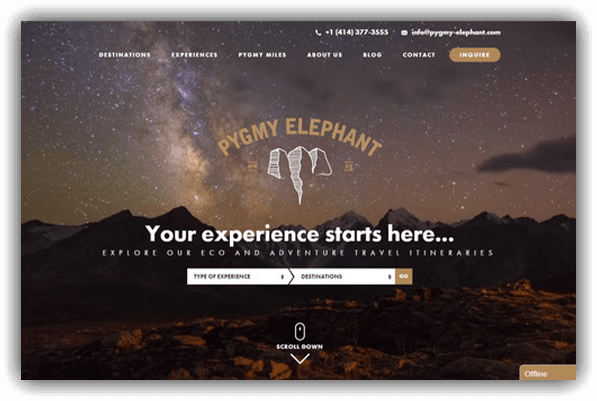 +1 (414) 377-3555 info@pygmy-elephant.com
DESTINATIONS EXPERIENCES PYGMY MILES ABOUT US BLOG CONTACT INQUIRE
PYGMY ELEPHANT
Your experience starts here...
EXPLORE OUR ECO AND ADVENTURE TRAVEL ITINERARIES
TYPE OF EXPERIENCE DESTINATIONS GO
SCROLL DOWN
Offline